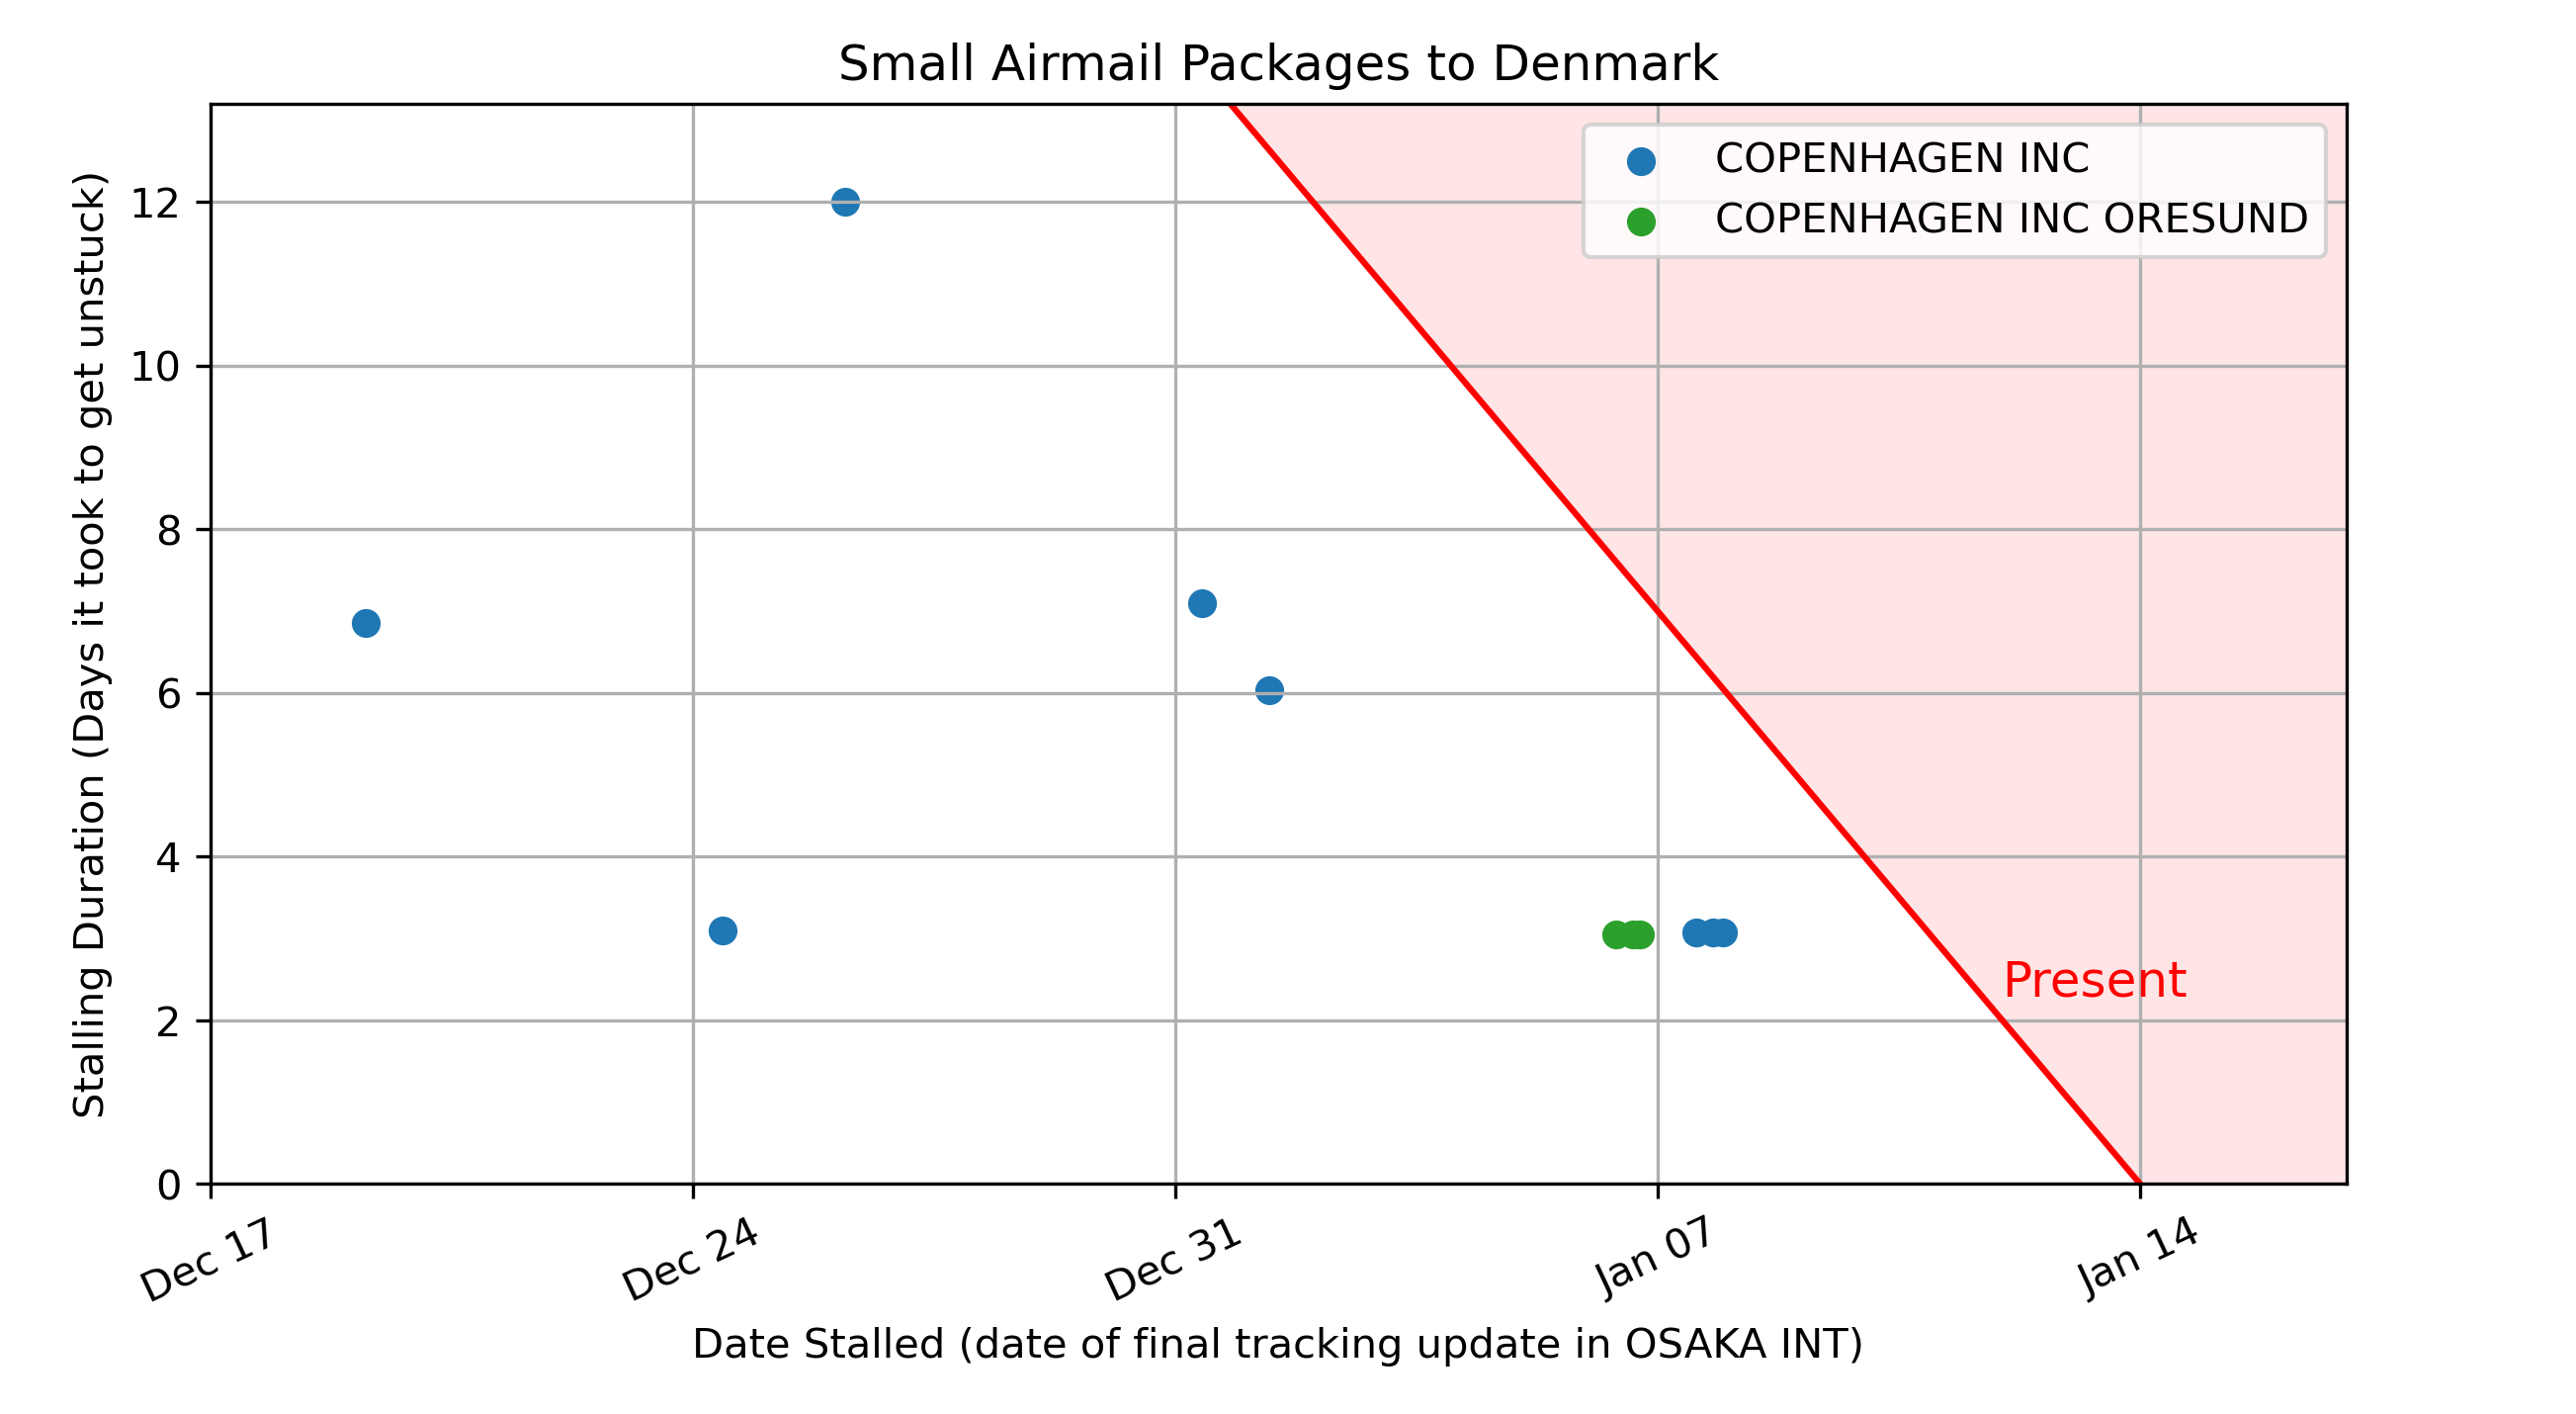 Small Airmail Packages to Denmark
COPENHAGEN INC
COPENHAGEN INC ORESUND
Stalling Duration (Days it took to get unstuck)
12
10
8
6
4
2
0
Present
Dec 17
Dec 24
Dec 31
Jan 07
Jan 14
Date Stalled (date of final tracking update in OSAKA INT)